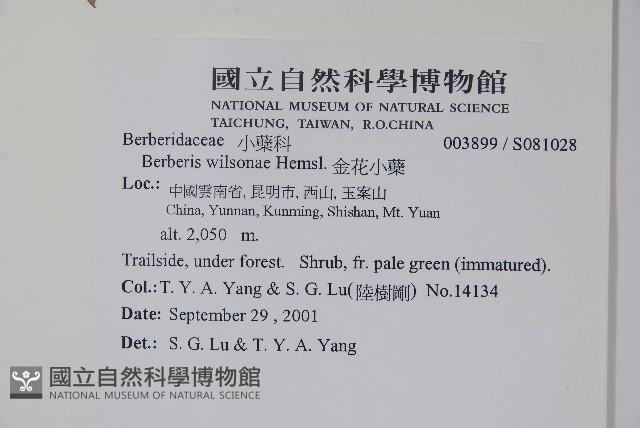 國立自然科學博物館
NATIONAL MUSEUM OF NATURAL SCIENCE
TAICHUNG, TAIWAN, R.O.CHINA
Berberidaceae 小蘗科 003899 / S081028
Berberis wilsonae Hemsl. 金花小蘗
Loc.: 中國雲南省, 昆明市, 西山, 玉案山
China, Yunnan, Kunming, Shishan, Mt. Yuan
alt. 2,050 m.
Trailside, under forest. Shrub, fr. pale green (immatured).
Col.: T. Y. A. Yang & S. G. Lu(陸樹剛) No.14134
Date: September 29 , 2001
Det.: S. G. Lu & T. Y. A. Yang
國立自然科學博物館
NATIONAL MUSEUM OF NATURAL SCIENCE